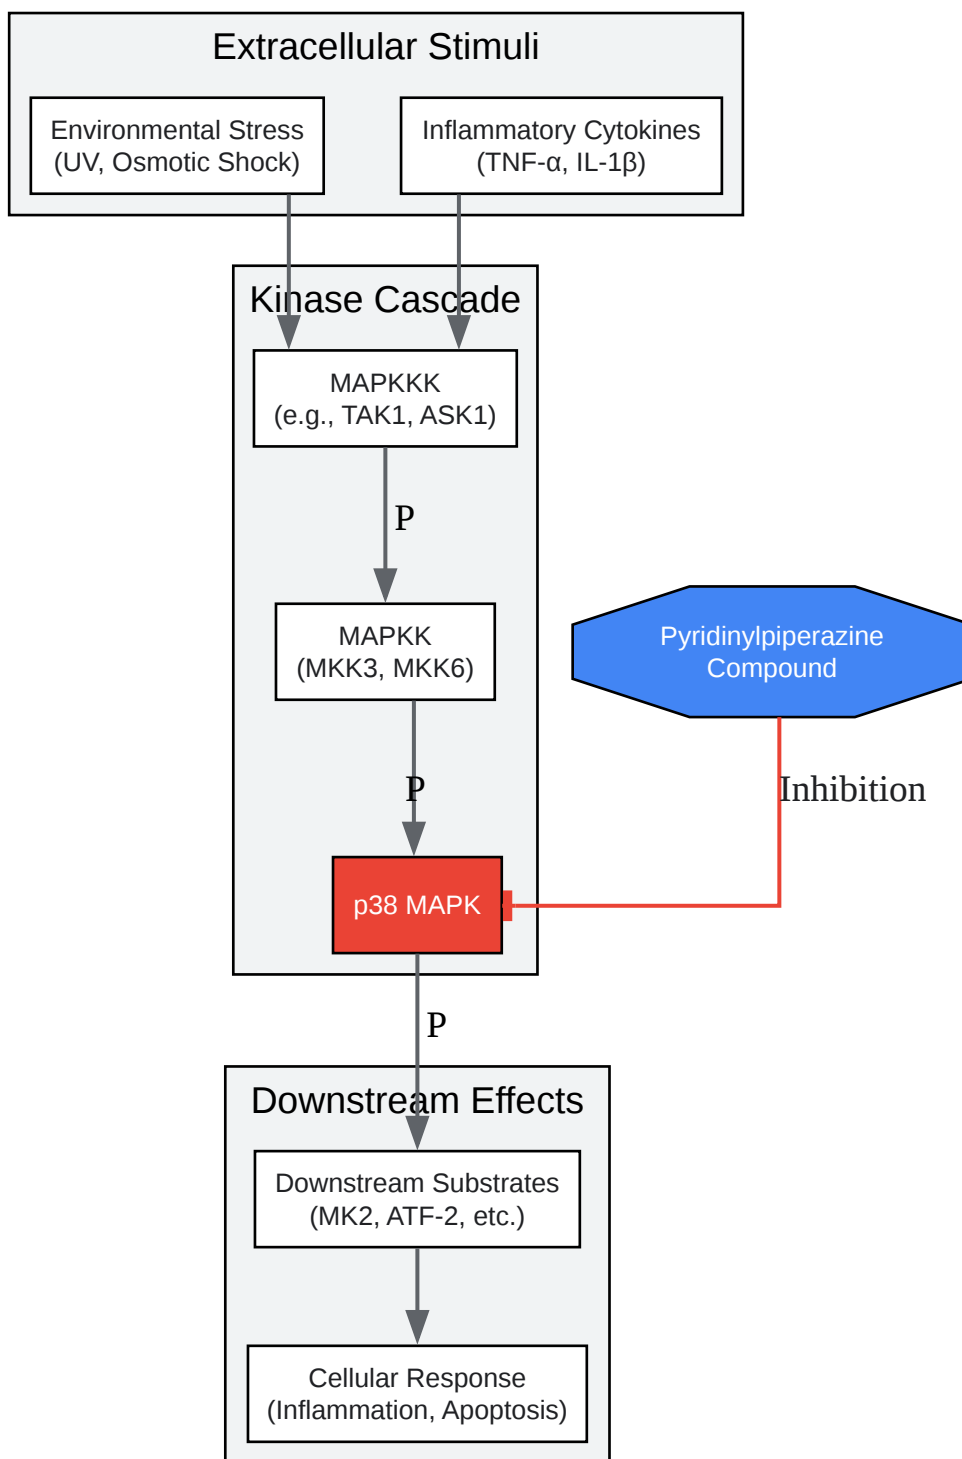 Extracellular Stimuli
Environmental Stress
(UV, Osmotic Shock)
Inflammatory Cytokines
(TNF-α, IL-1β)
Kinase Cascade
MAPKKK
(e.g., TAK1, ASK1)
P
MAPKK
(MKK3, MKK6)
Pyridinylpiperazine
Compound
P
Inhibition
p38 MAPK
P
Downstream Effects
Downstream Substrates
(MK2, ATF-2, etc.)
Cellular Response
(Inflammation, Apoptosis)